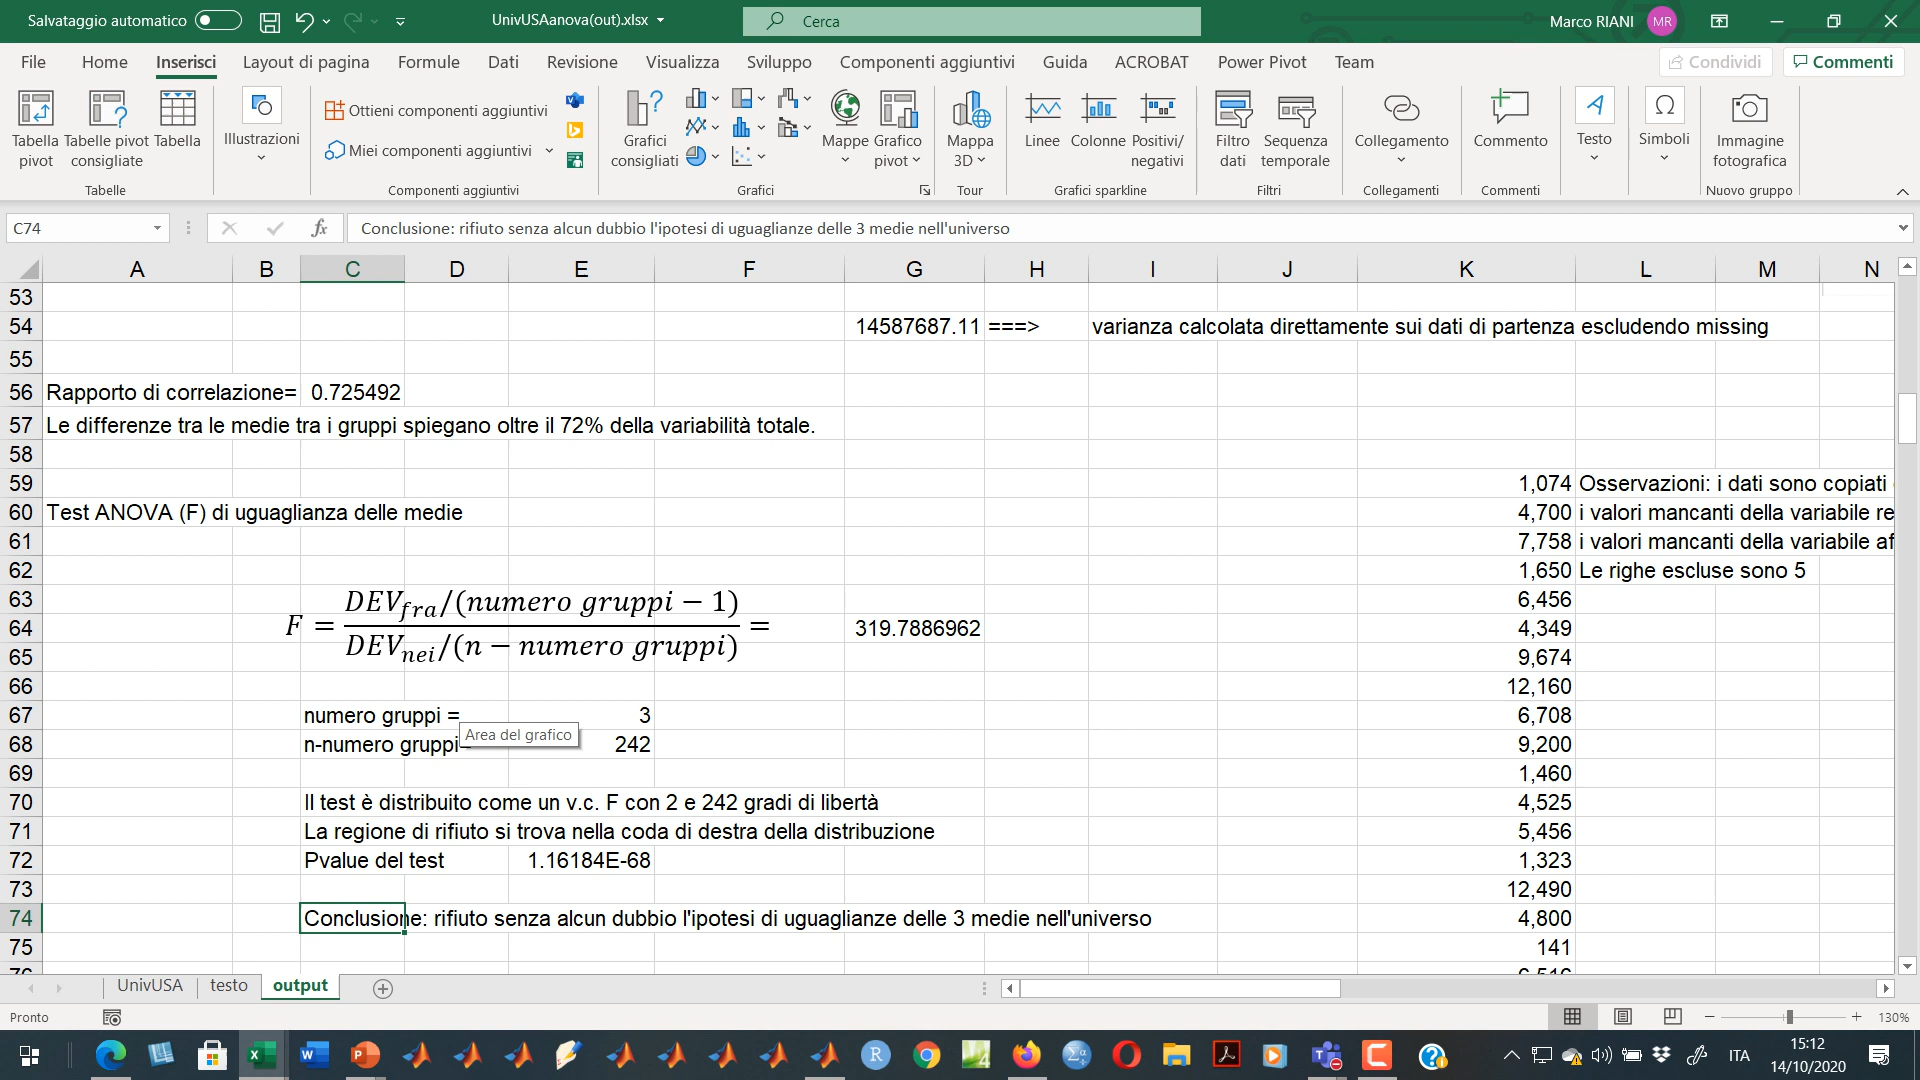 Salvataggio automatico
UnivUSAanova(out).xlsx
Cerca
Marco RIANI
MR
File Home Inserisci Layout di pagina Formule Dati Revisione Visualizza Sviluppo Componenti aggiuntivi Guida ACROBAT Power Pivot Team
Condividi
Commenti
Tabella pivot
Tabelle pivot consigliate
Tabella
Tabelle
Illustrazioni
Ottieni componenti aggiuntivi
Miei componenti aggiuntivi
Componenti aggiuntivi
Grafici consigliati
Mappe
Grafico pivot
Grafici
Mappa 3D
Tour
Linee
Colonne
Positivi/ negativi
Grafici sparkline
Filtro dati
Sequenza temporale
Filtri
Collegamento
Collegamenti
Commento
Commenti
Testo
Simboli
Immagine fotografica
Nuovo gruppo
C74
fx
Conclusione: rifiuto senza alcun dubbio l'ipotesi di uguaglianze delle 3 medie nell'universo
A B C D E F G H I J K L M N
53
54 14587687.11 ===> varianza calcolata direttamente sui dati di partenza escludendo missing
55
56 Rapporto di correlazione= 0.725492
57 Le differenze tra le medie tra i gruppi spiegano oltre il 72% della variabilità totale.
58
59 1,074 Osservazioni: i dati sono copiati
60 Test ANOVA (F) di uguaglianza delle medie 4,700 i valori mancanti della variabile re
61 7,758 i valori mancanti della variabile af
62 1,650 Le righe escluse sono 5
63 6,456
F = DEVfra/(numero gruppi − 1) / DEVnei/(n − numero gruppi) =
64 319.7886962 4,349
65 9,674
66 12,160
67 numero gruppi = 3 6,708
Area del grafico
68 n-numero gruppi= 242 9,200
69 1,460
70 Il test è distribuito come un v.c. F con 2 e 242 gradi di libertà 4,525
71 La regione di rifiuto si trova nella coda di destra della distribuzione 5,456
72 Pvalue del test 1.16184E-68 1,323
73 12,490
74 Conclusione: rifiuto senza alcun dubbio l'ipotesi di uguaglianze delle 3 medie nell'universo 4,800
75 141
UnivUSA testo output
Pronto
130%
ITA
15:12
14/10/2020